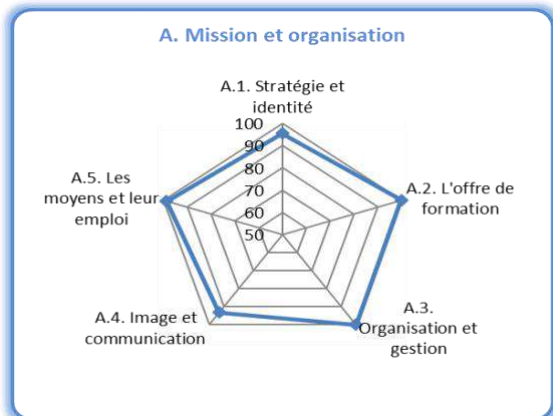 A. Mission et organisation
A.1. Stratégie et
identité
100
90
80
70
60
50
A.2. L'offre de
formation
A.3.
Organisation et
gestion
A.4. Image et
communication
A.5. Les
moyens et leur
emploi